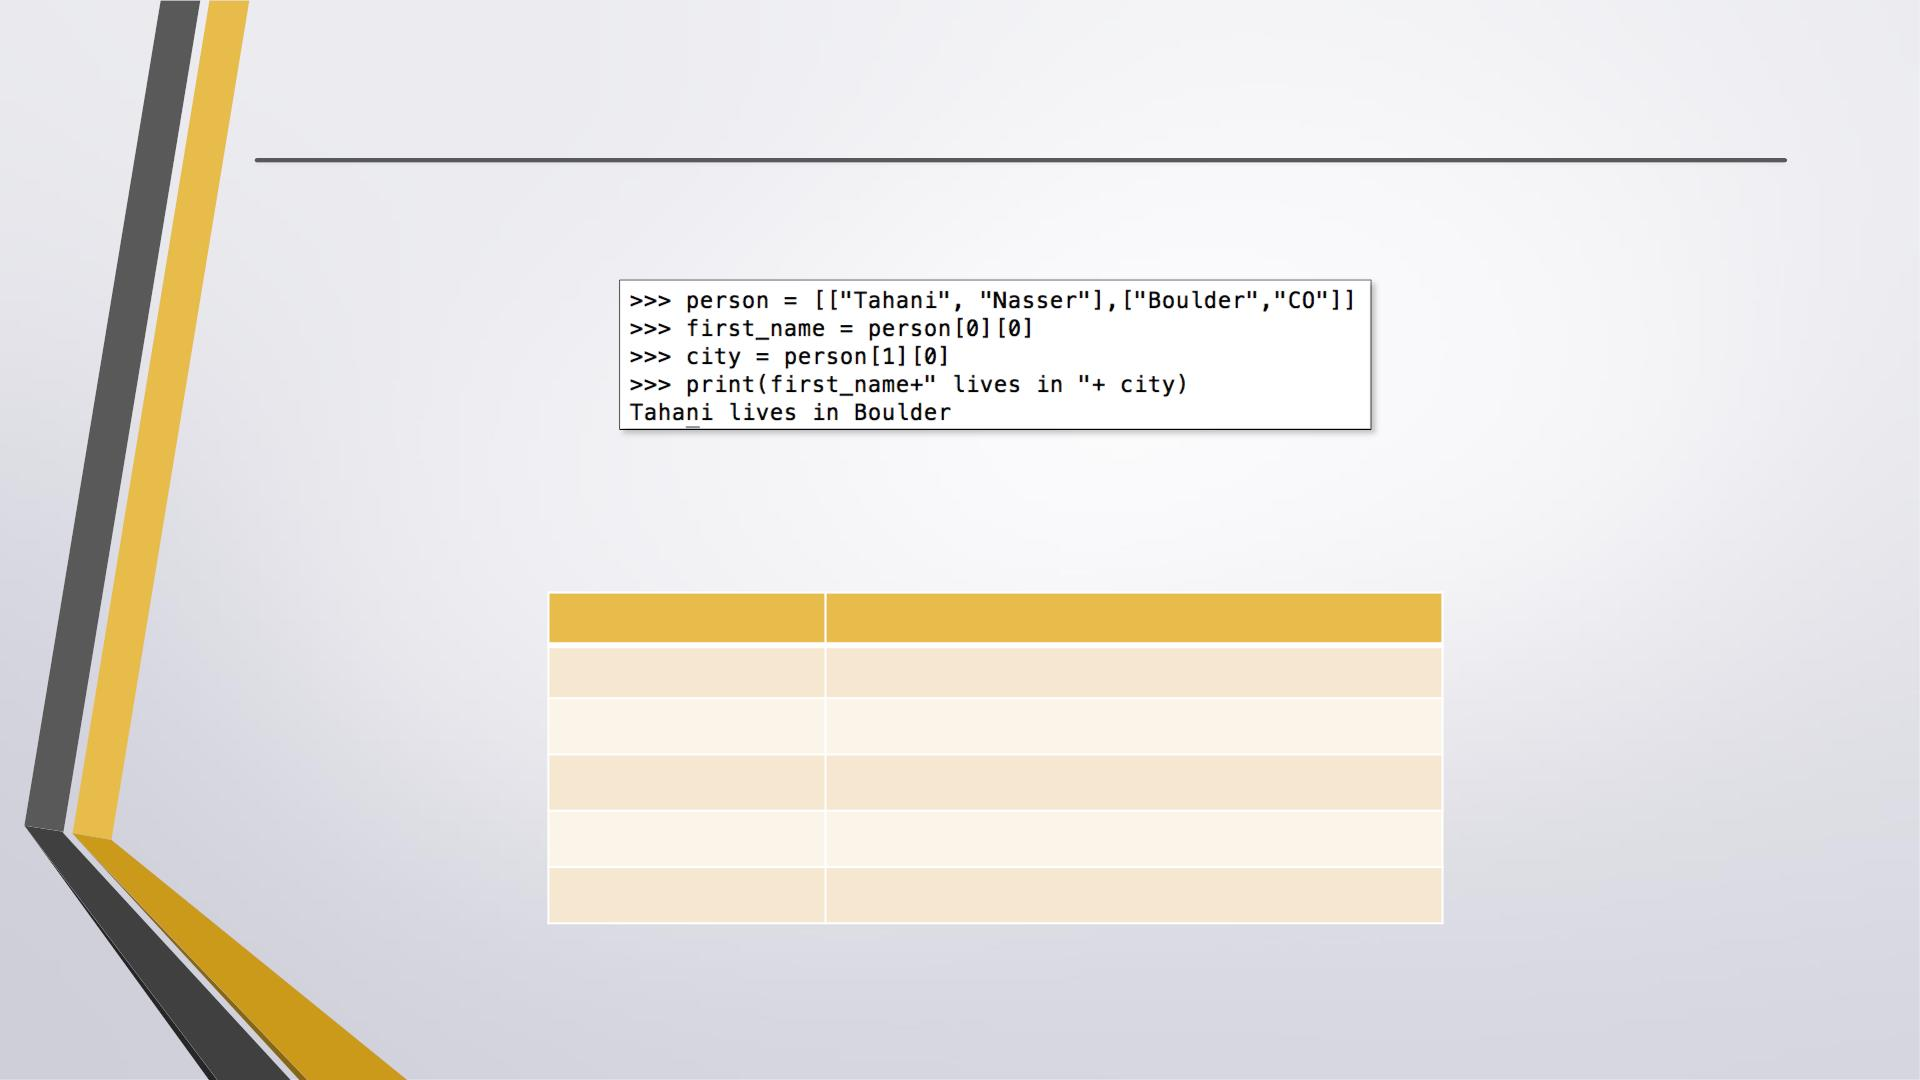 >>> person = [["Tahani", "Nasser"],["Boulder","CO"]]
>>> first_name = person[0][0]
>>> city = person[1][0]
>>> print(first_name+" lives in "+ city)
Tahani lives in Boulder